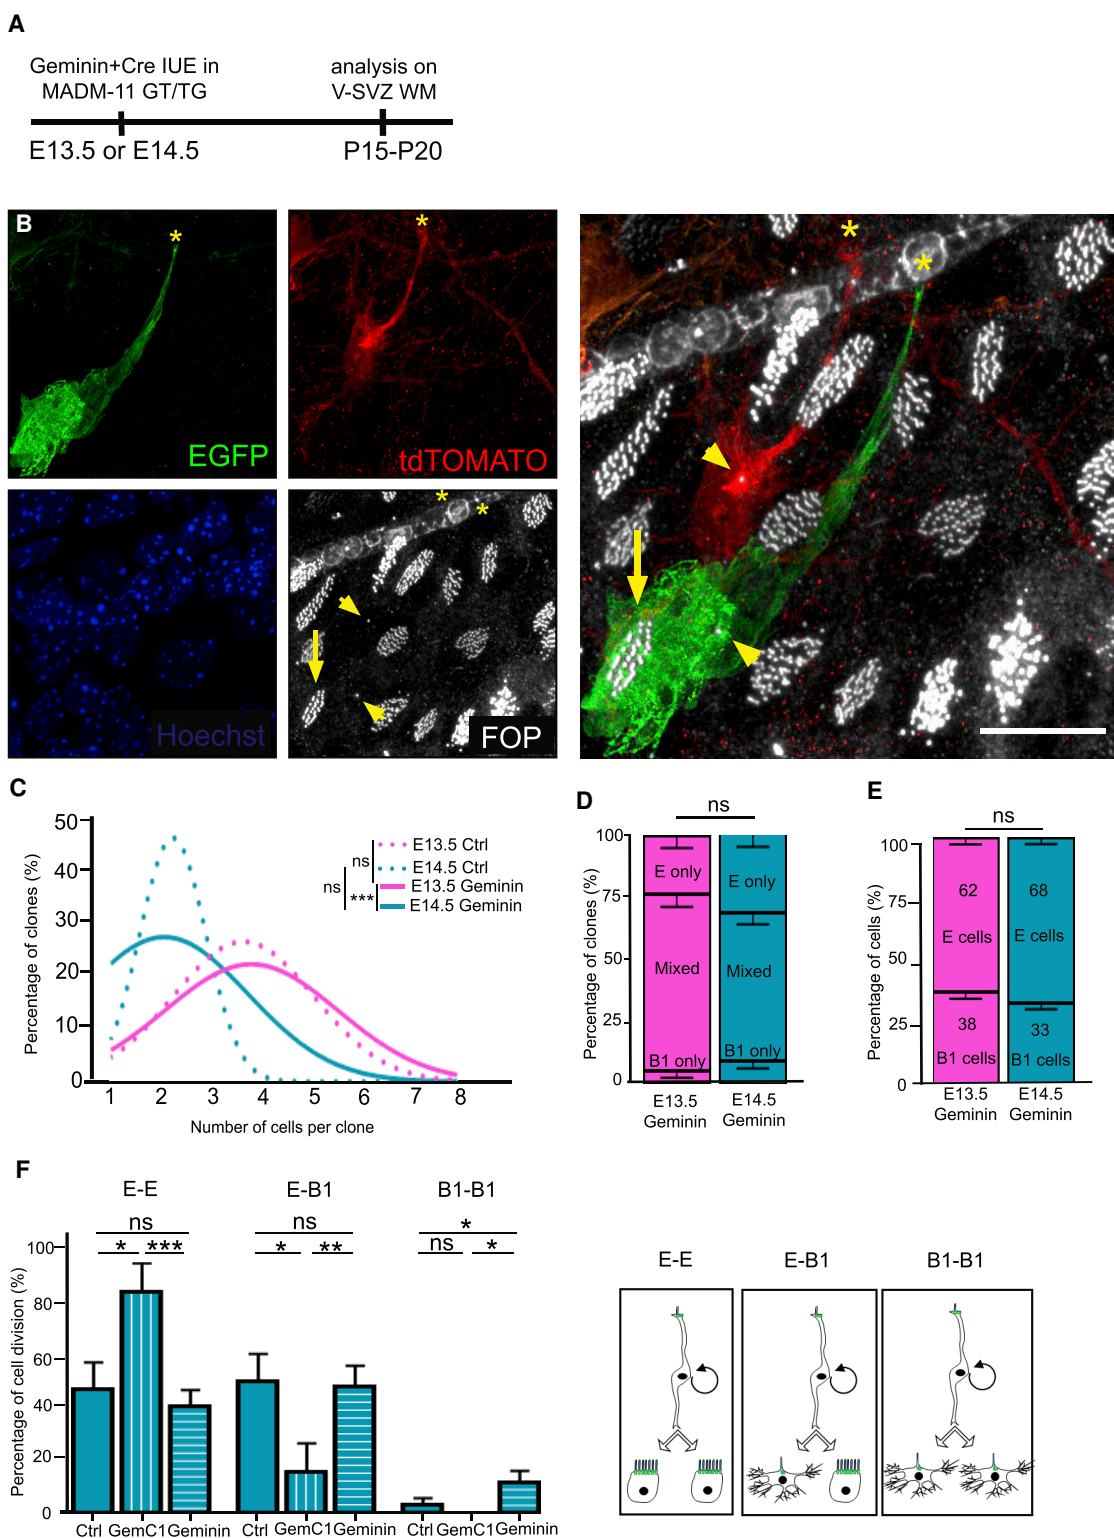 A
Geminin+Cre IUE in
MADM-11 GT/TG
analysis on
V-SVZ WM
E13.5 or E14.5
P15-P20
B
*
*
*
*
EGFP
tdTOMATO
*
*
Hoechst
FOP
C
50
40
30
20
10
0
1 2 3 4 5 6 7 8
Percentage of clones (%)
Number of cells per clone
E13.5 Ctrl
E14.5 Ctrl
E13.5 Geminin
E14.5 Geminin
ns
ns
***
D
ns
100
75
50
25
0
Percentage of clones (%)
E only
E only
Mixed
Mixed
B1 only
B1 only
E13.5
Geminin
E14.5
Geminin
E
ns
100
75
50
25
0
Percentage of cells (%)
62
68
E cells
E cells
38
33
B1 cells
B1 cells
E13.5
Geminin
E14.5
Geminin
F
E-E
E-B1
B1-B1
ns
ns
*
* ***
* **
ns *
100
80
60
40
20
0
Percentage of cell division (%)
Ctrl GemC1 Geminin
Ctrl GemC1 Geminin
Ctrl GemC1 Geminin
E-E
E-B1
B1-B1